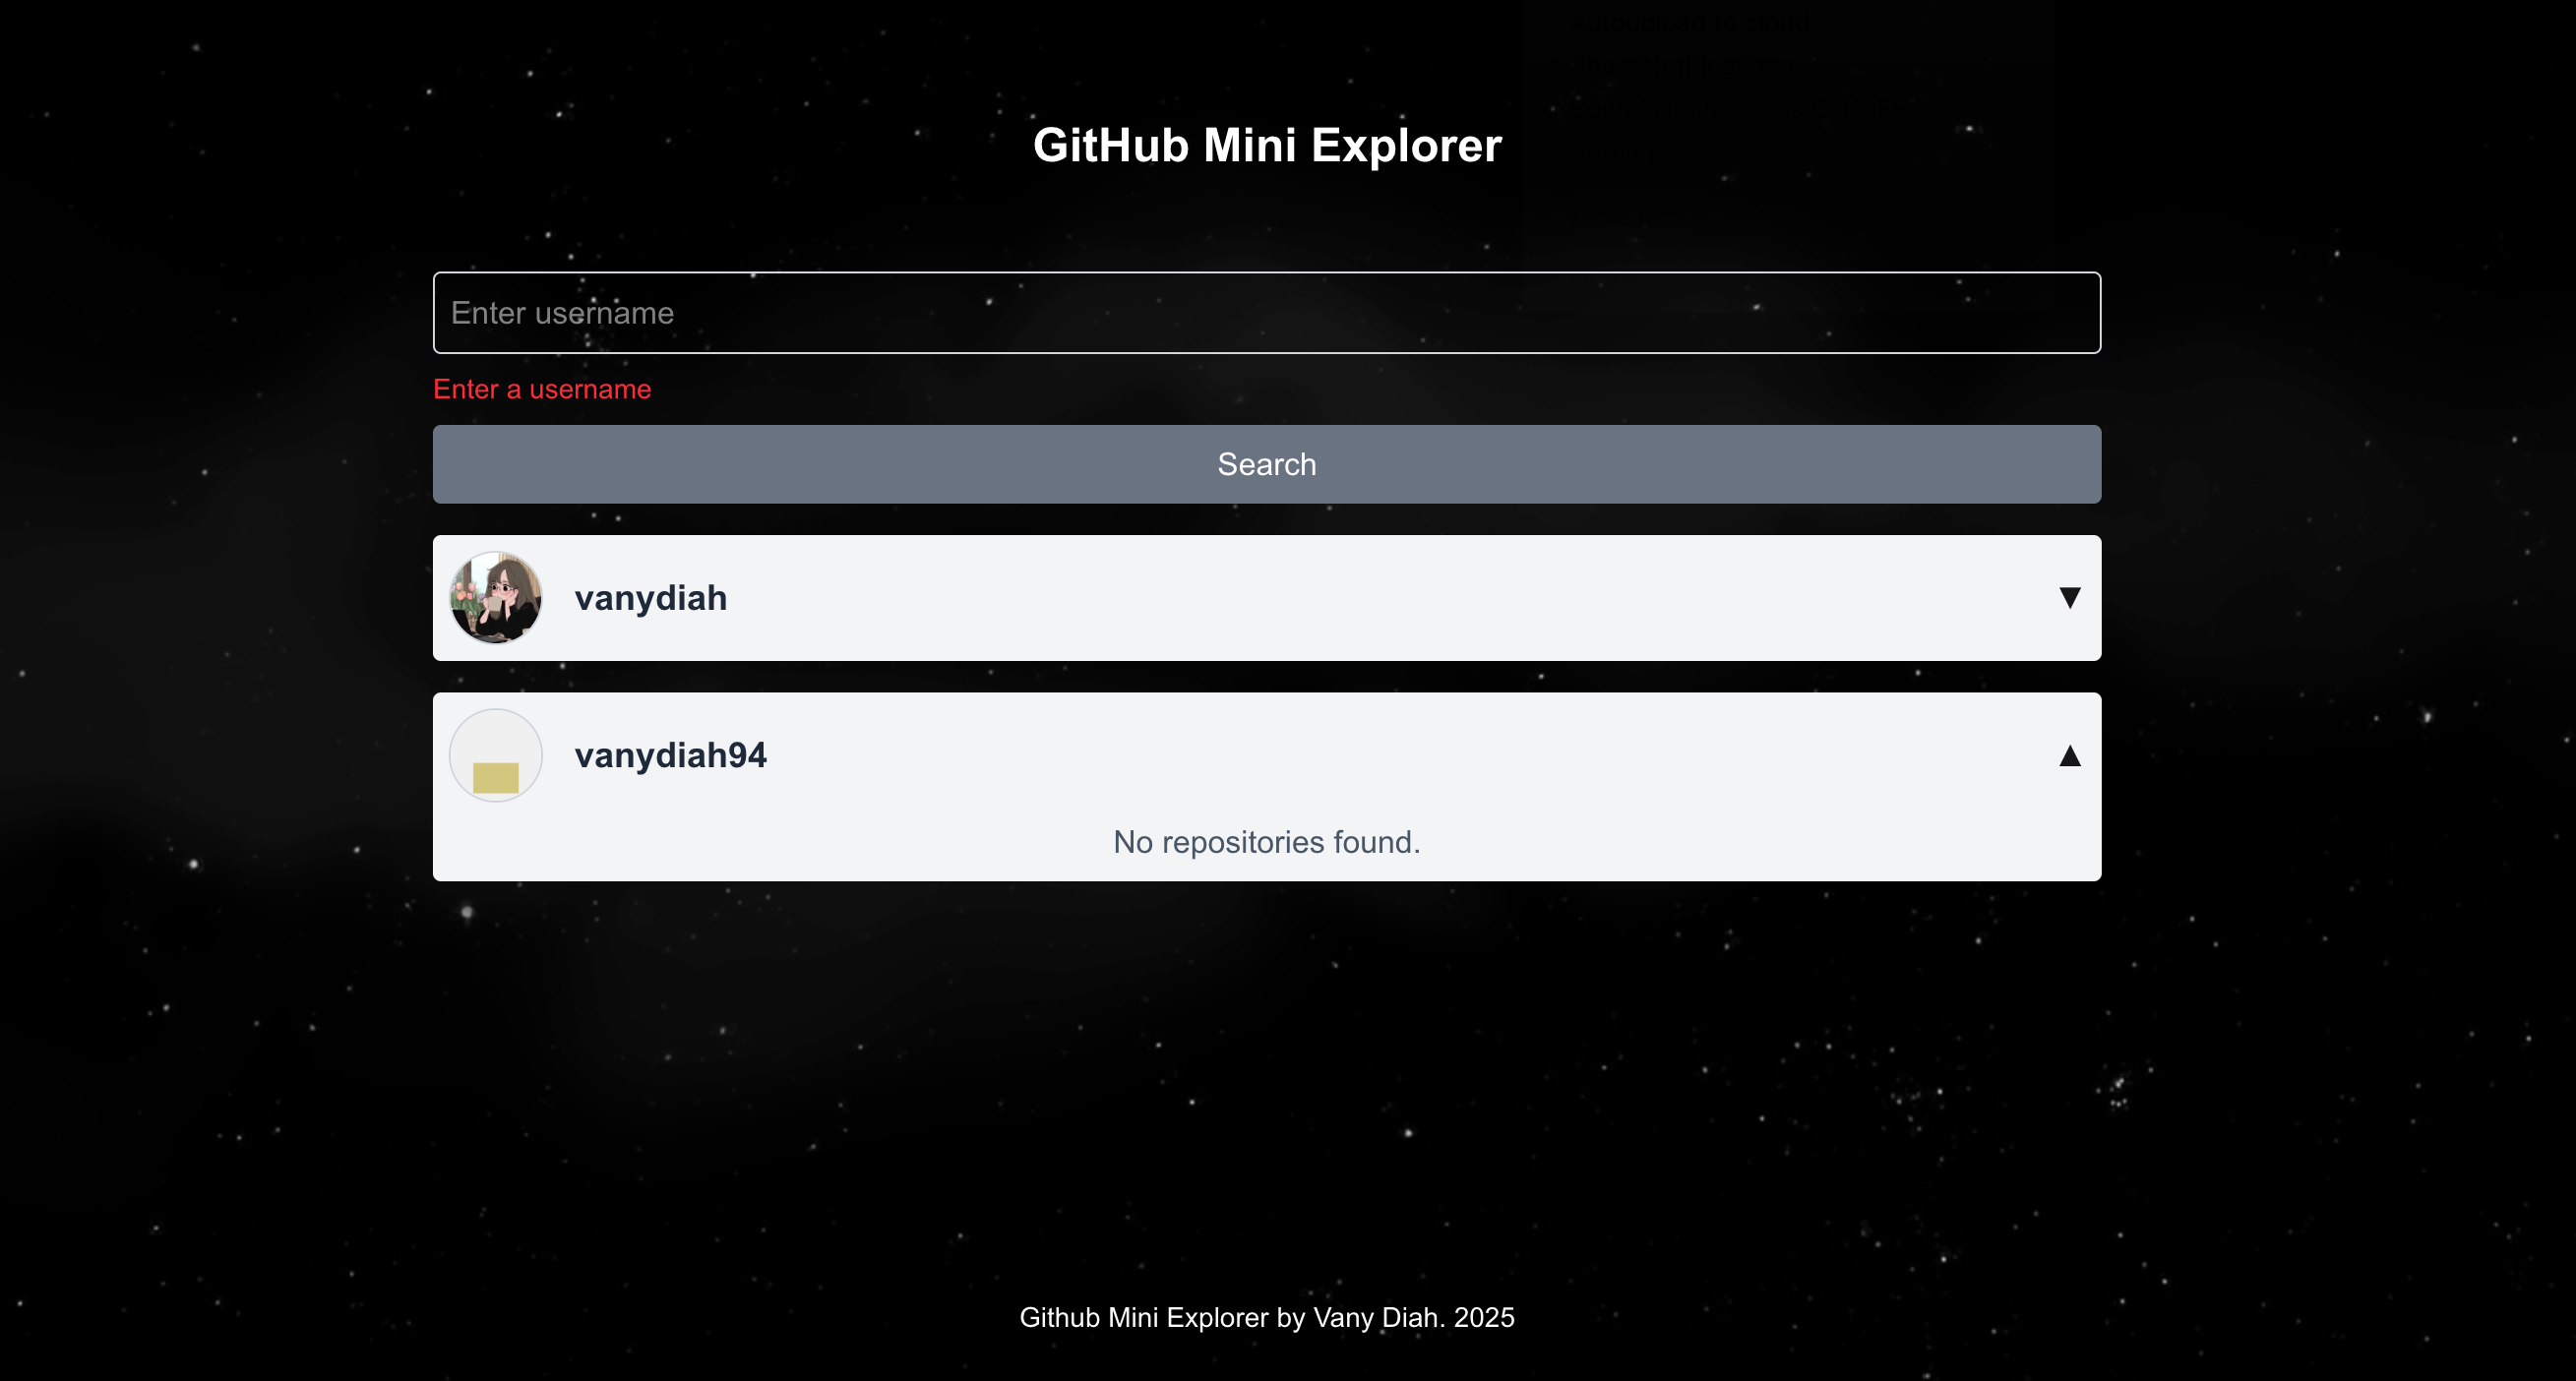 GitHub Mini Explorer
Enter username
Enter a username
Search
vanydiah
▼
vanydiah94
▲
No repositories found.
Github Mini Explorer by Vany Diah. 2025